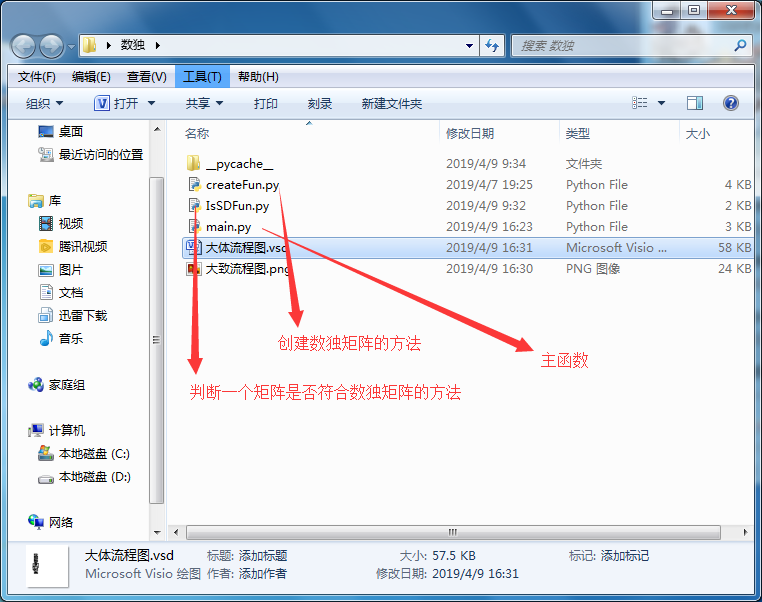 数独
搜索 数独
文件(F) 编辑(E) 查看(V) 工具(T) 帮助(H)
组织 打开 共享 打印 刻录 新建文件夹
桌面
最近访问的位置
库
视频
腾讯视频
图片
文档
迅雷下载
音乐
家庭组
计算机
本地磁盘 (C:)
本地磁盘 (D:)
网络
名称 修改日期 类型 大小
__pycache__ 2019/4/9 9:34 文件夹
createFun.py 2019/4/7 19:25 Python File 4 KB
IsSDFun.py 2019/4/9 9:32 Python File 2 KB
main.py 2019/4/9 16:23 Python File 3 KB
大体流程图.vsd 2019/4/9 16:31 Microsoft Visio ... 58 KB
大致流程图.png 2019/4/9 16:30 PNG 图像 24 KB
创建数独矩阵的方法
主函数
判断一个矩阵是否符合数独矩阵的方法
大体流程图.vsd 标题: 添加标题 大小: 57.5 KB 标记: 添加标记
Microsoft Visio 绘图 作者: 添加作者 修改日期: 2019/4/9 16:31